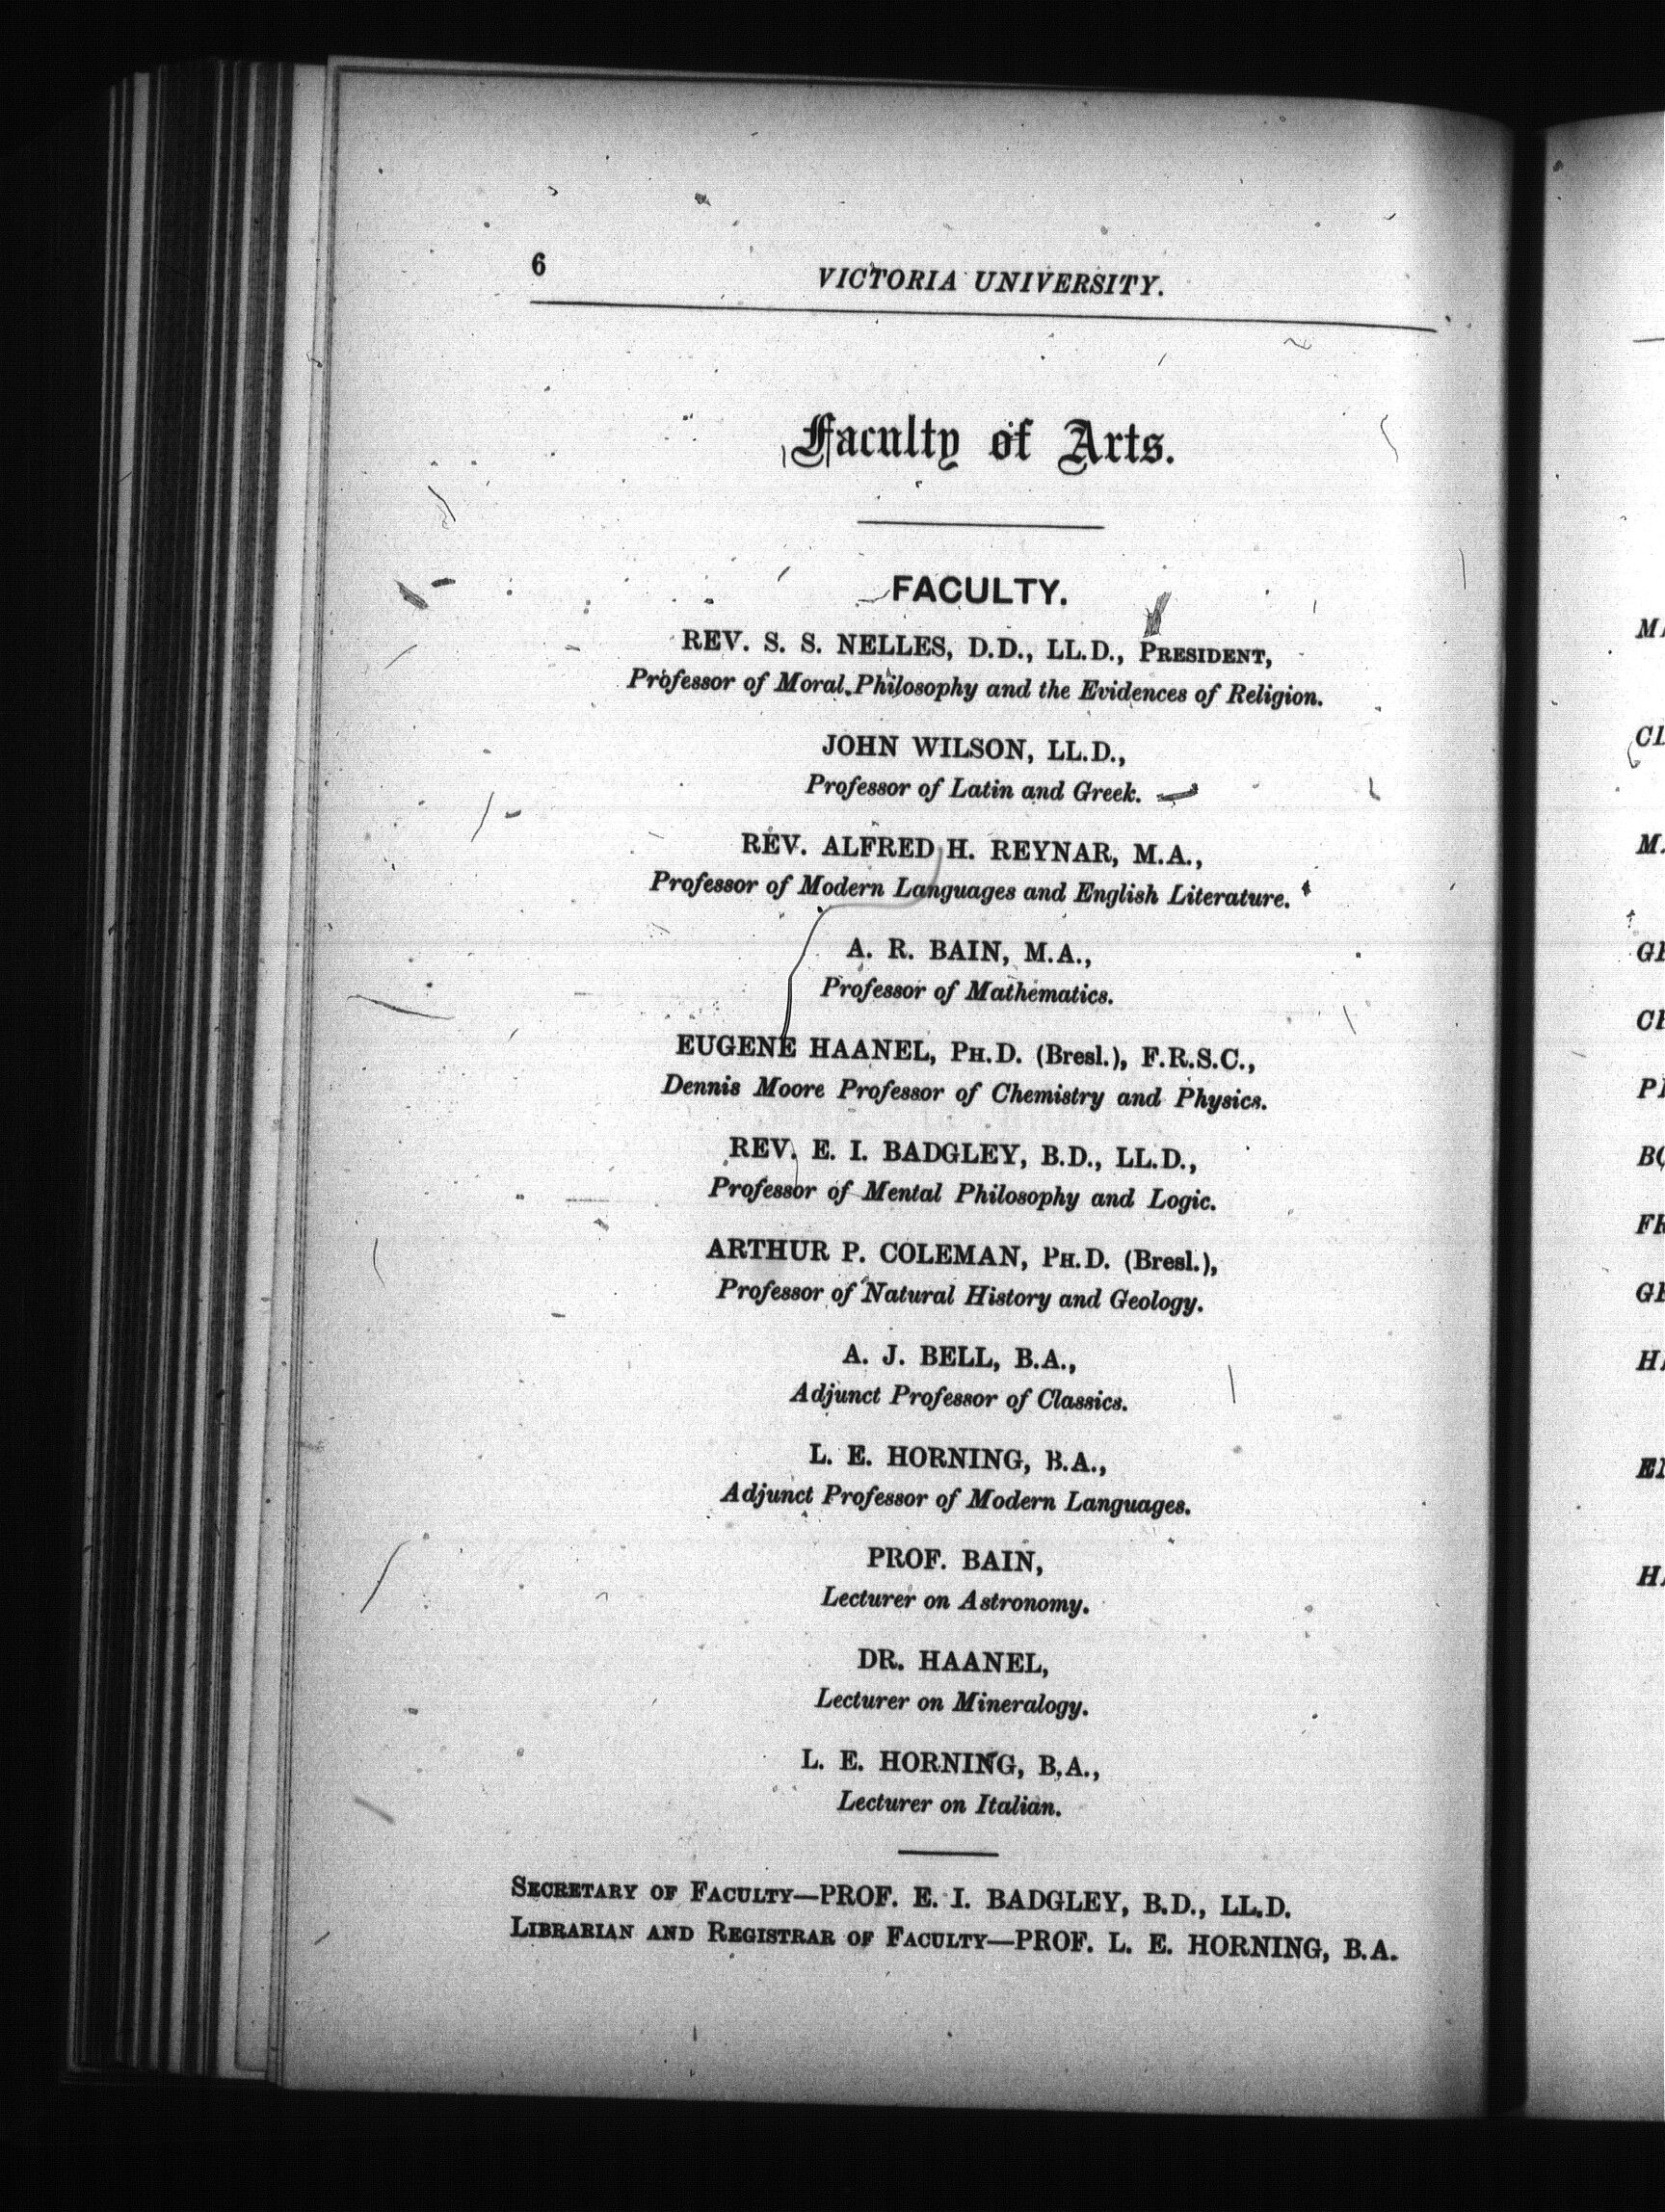 6
VICTORIA UNIVERSITY.
Faculty of Arts.
FACULTY.
REV. S. S. NELLES, D.D., LL.D., PRESIDENT,
Professor of Moral Philosophy and the Evidences of Religion.
JOHN WILSON, LL.D.,
Professor of Latin and Greek.
REV. ALFRED H. REYNAR, M.A.,
Professor of Modern Languages and English Literature.
A. R. BAIN, M.A.,
Professor of Mathematics.
EUGENE HAANEL, PH.D. (Bresl.), F.R.S.C.,
Dennis Moore Professor of Chemistry and Physics.
REV. E. I. BADGLEY, B.D., LL.D.,
Professor of Mental Philosophy and Logic.
ARTHUR P. COLEMAN, PH.D. (Bresl.),
Professor of Natural History and Geology.
A. J. BELL, B.A.,
Adjunct Professor of Classics.
L. E. HORNING, B.A.,
Adjunct Professor of Modern Languages.
PROF. BAIN,
Lecturer on Astronomy.
DR. HAANEL,
Lecturer on Mineralogy.
L. E. HORNING, B.A.,
Lecturer on Italian.
SECRETARY OF FACULTY—PROF. E. I. BADGLEY, B.D., LL.D.
LIBRARIAN AND REGISTRAR OF FACULTY—PROF. L. E. HORNING, B.A.